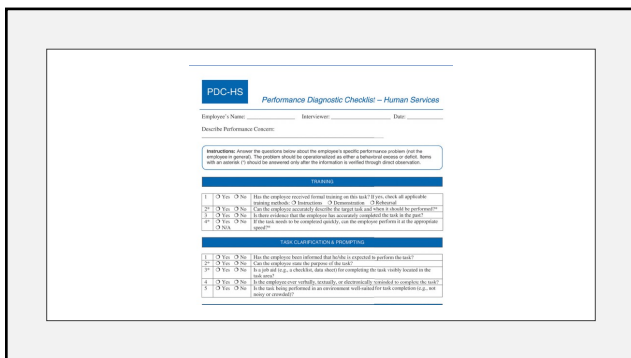 PDC-HS
Performance Diagnostic Checklist – Human Services
Employee's Name: Interviewer: Date:
Describe Performance Concern:
Instructions: Answer the questions below about the employee's specific performance problem (not the
employee in general). The problem should be operationalized as either a behavioral excess or deficit. Items
with an asterisk (*) should be answered only after the information is verified through direct observation.
TRAINING
1 Yes No Has the employee received formal training on this task? If yes, check all applicable
training methods: Instructions Demonstration Rehearsal
2* Yes No Can the employee accurately describe the target task and when it should be performed?*
3 Yes No Is there evidence that the employee has accurately completed the task in the past?
4* Yes No If the task needs to be completed quickly, can the employee perform it at the appropriate
N/A speed?*
TASK CLARIFICATION & PROMPTING
1 Yes No Has the employee been informed that he/she is expected to perform the task?
2* Yes No Can the employee state the purpose of the task?
3* Yes No Is a job aid (e.g., a checklist, data sheet) for completing the task visibly located in the
task area?
4 Yes No Is the employee ever verbally, textually, or electronically reminded to complete the task?
5 Yes No Is the task being performed in an environment well-suited for task completion (e.g., not
noisy or crowded)?